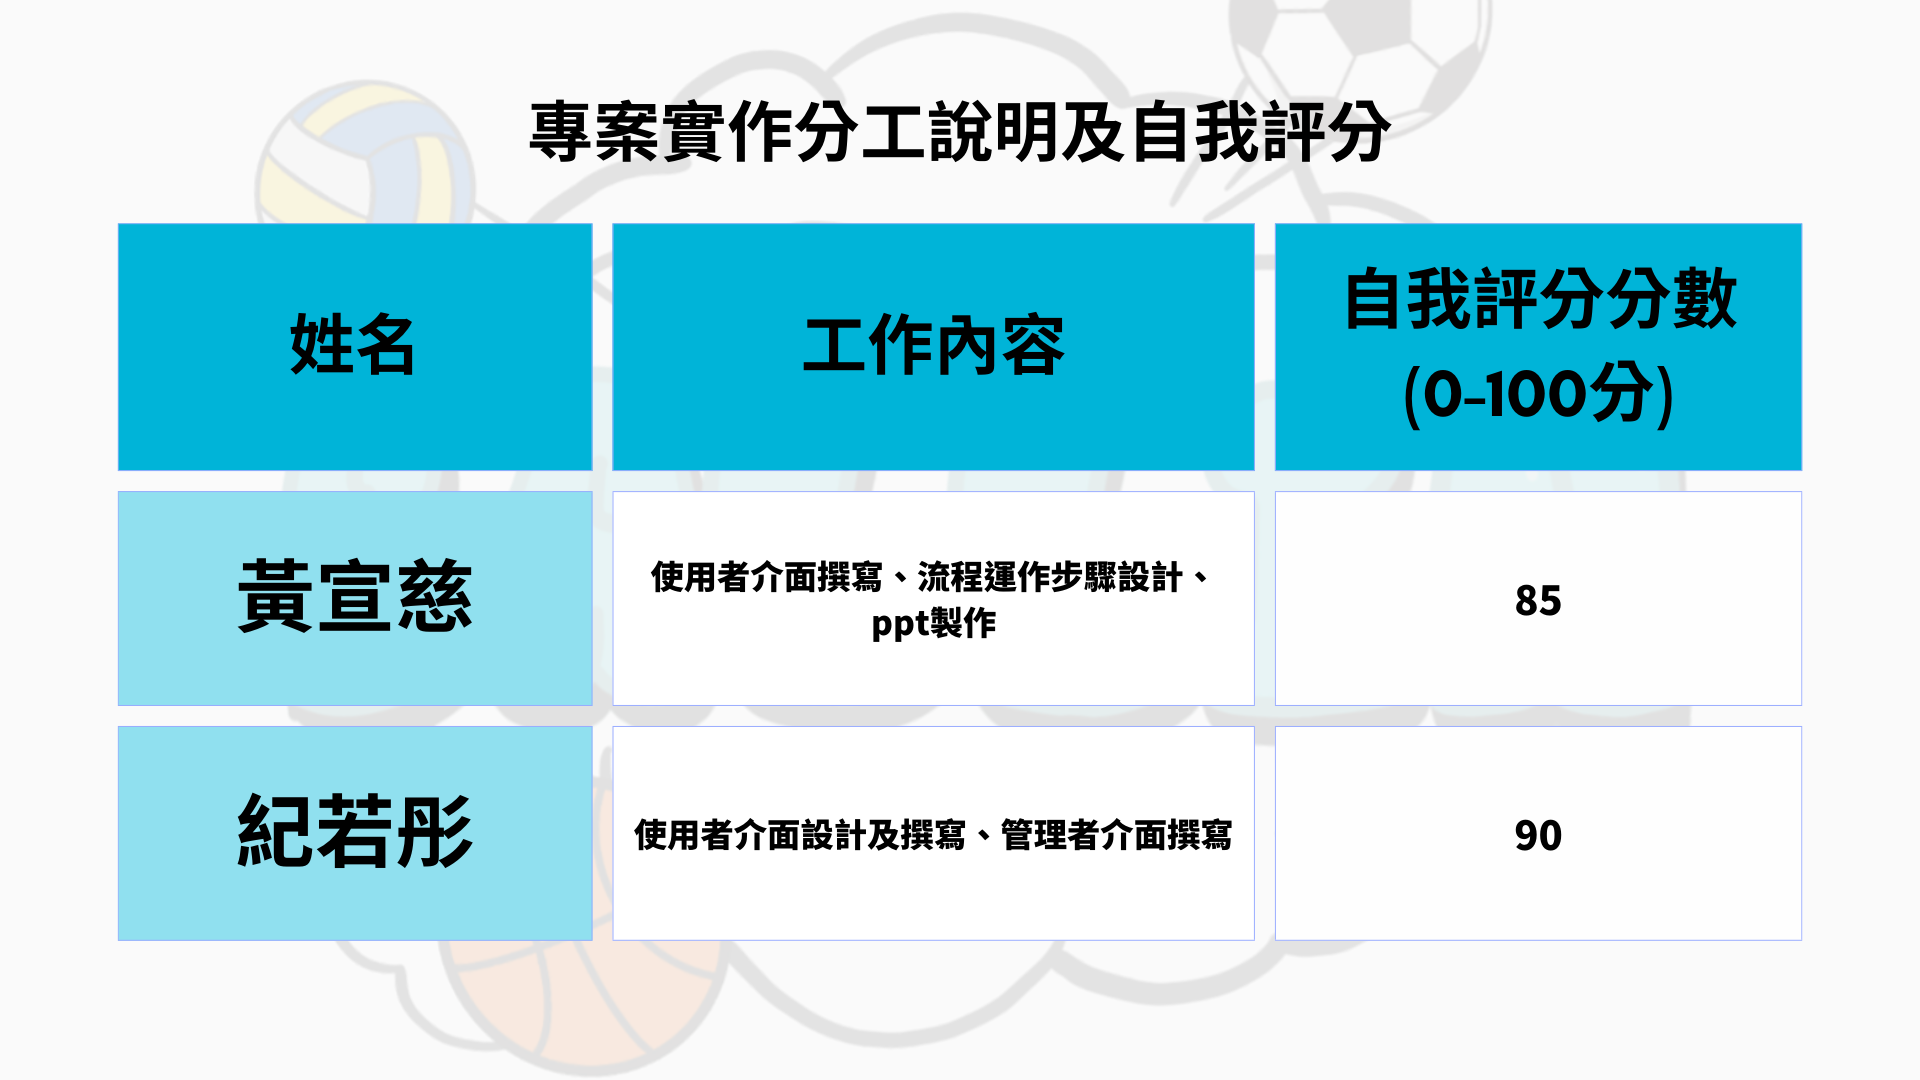 專案實作分工說明及自我評分
姓名
工作內容
自我評分分數
(0-100分)
黃宣慈
使用者介面撰寫、流程運作步驟設計、
ppt製作
85
紀若彤
使用者介面設計及撰寫、管理者介面撰寫
90